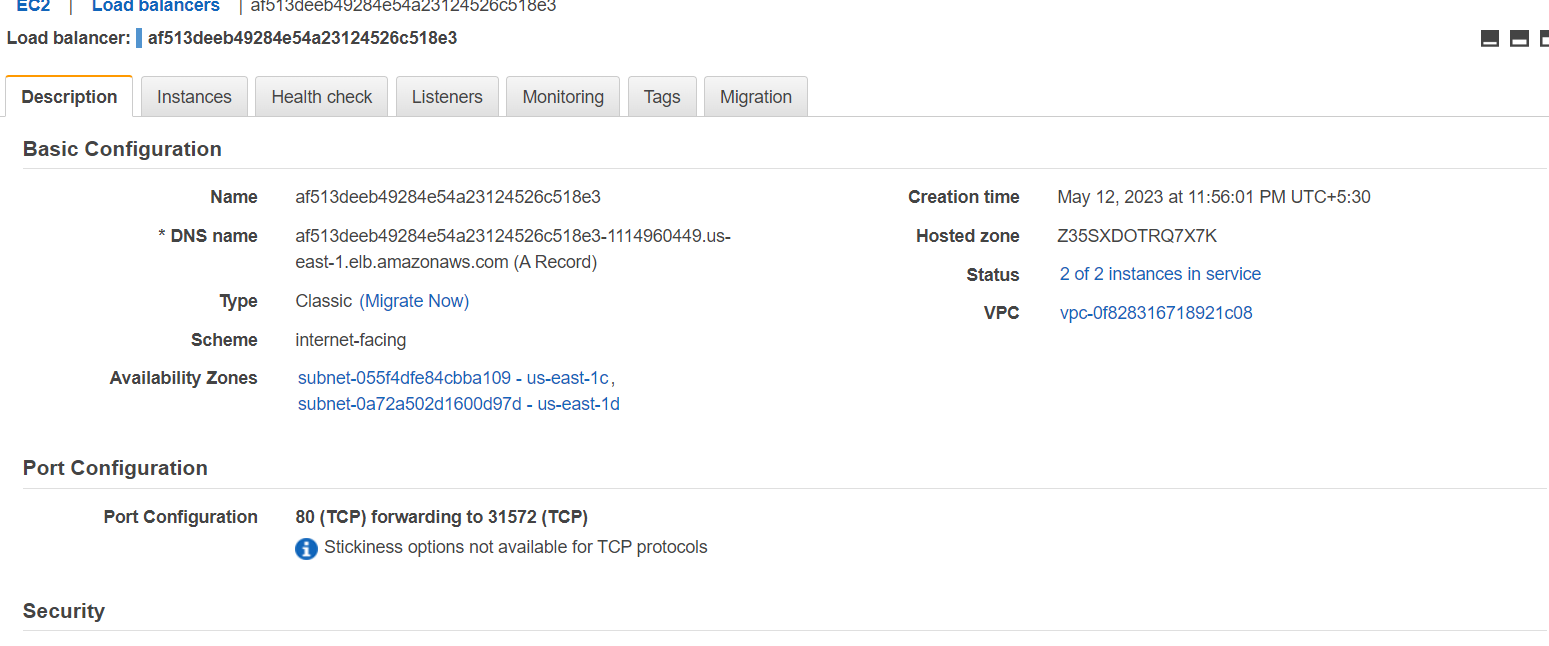 EC2 | Load balancers | af513deeb49284e54a23124526c518e3
Load balancer: af513deeb49284e54a23124526c518e3
Description Instances Health check Listeners Monitoring Tags Migration
Basic Configuration
Name af513deeb49284e54a23124526c518e3
* DNS name af513deeb49284e54a23124526c518e3-1114960449.us-
east-1.elb.amazonaws.com (A Record)
Type Classic (Migrate Now)
Scheme internet-facing
Availability Zones subnet-055f4dfe84cbba109 - us-east-1c,
subnet-0a72a502d1600d97d - us-east-1d
Creation time May 12, 2023 at 11:56:01 PM UTC+5:30
Hosted zone Z35SXDOTRQ7X7K
Status 2 of 2 instances in service
VPC vpc-0f828316718921c08
Port Configuration
Port Configuration 80 (TCP) forwarding to 31572 (TCP)
Stickiness options not available for TCP protocols
Security